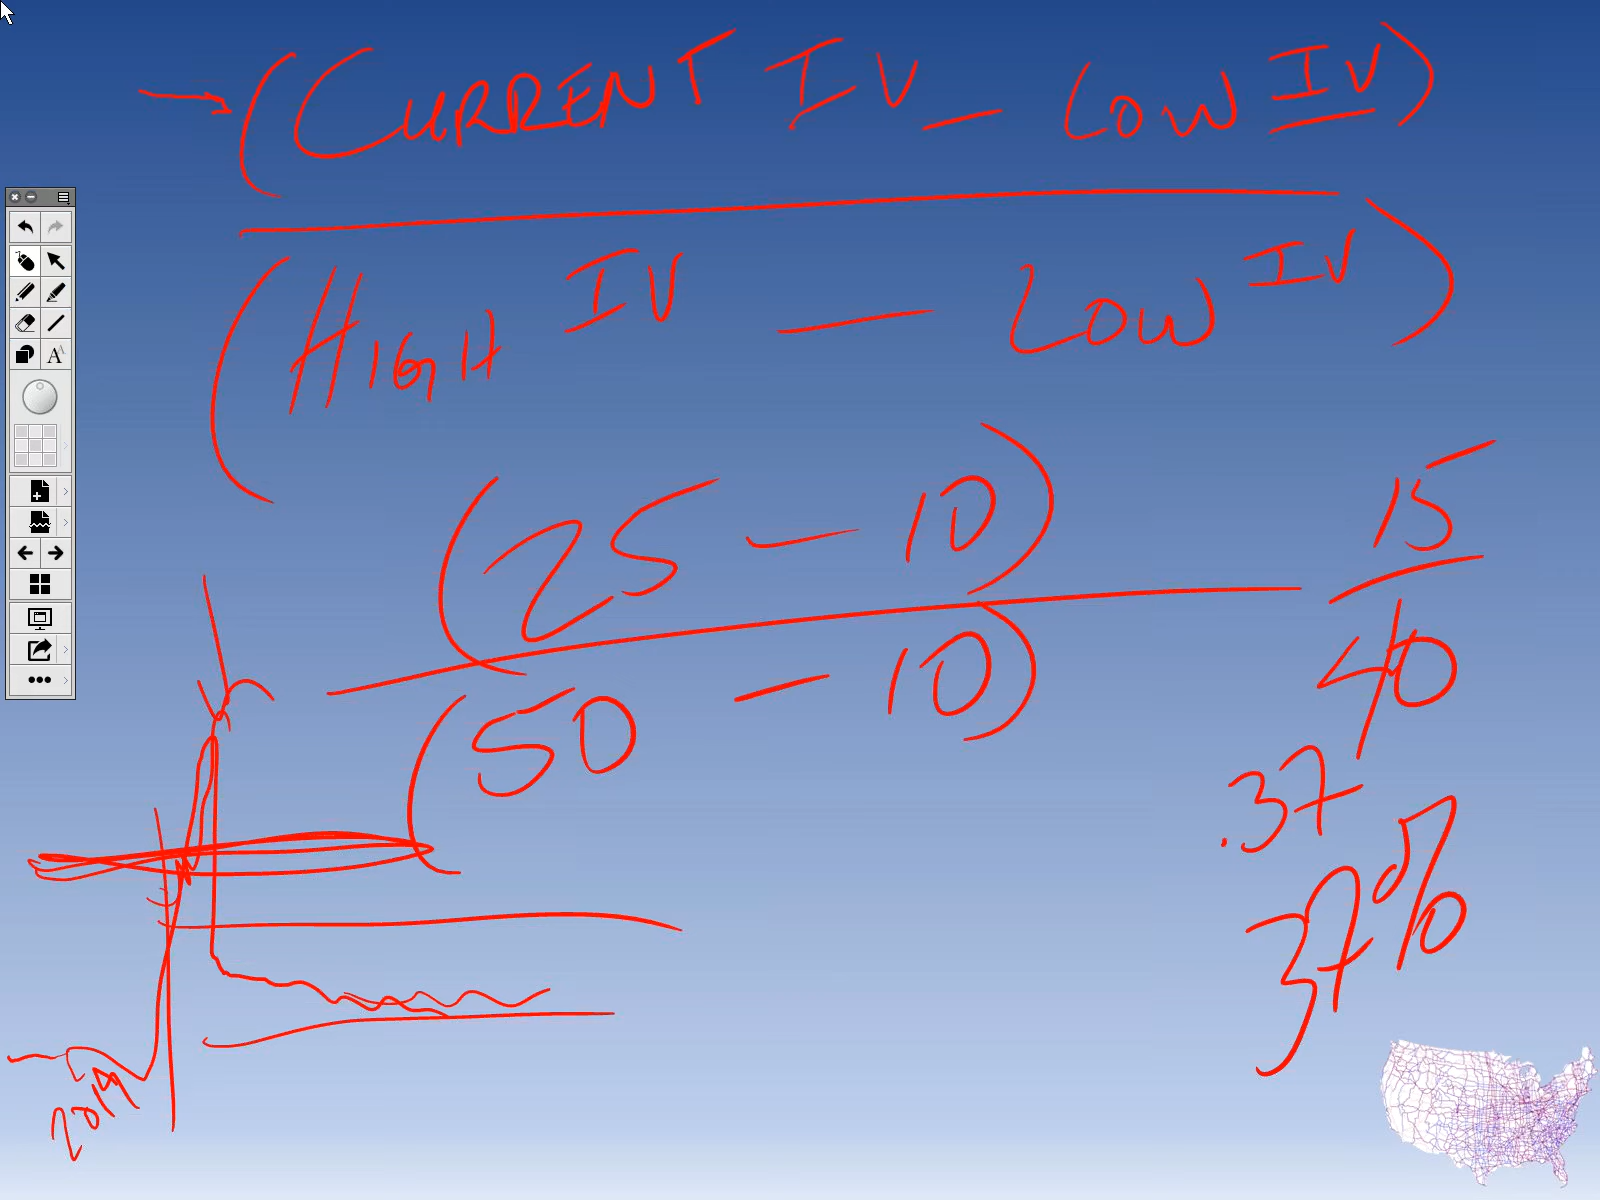 (CURRENT IV - LOW IV)
(HIGH IV - LOW IV)
(25 - 10)
(50 - 10)
15
40
.37
37%
2019
A